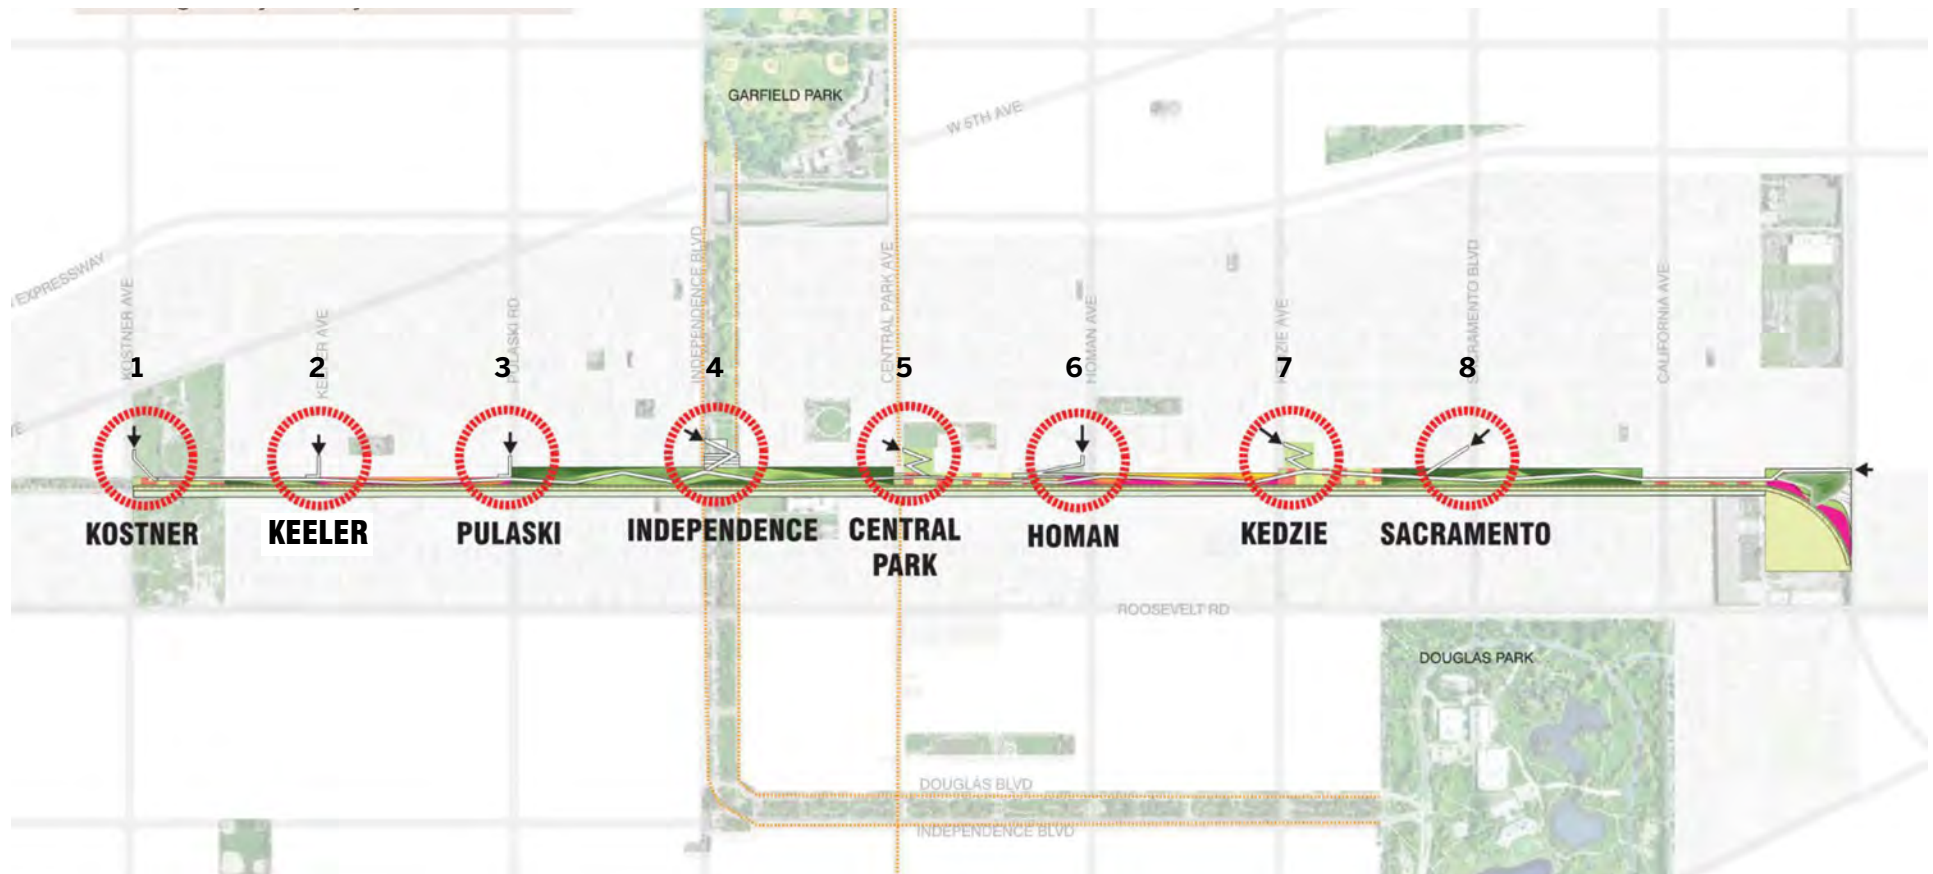 GARFIELD PARK
W 5TH AVE
EXPRESSWAY
KOSTNER AVE
PULASKI RD
INDEPENDENCE BLVD
CENTRAL PARK AVE
HOMAN AVE
SACRAMENTO BLVD
CALIFORNIA AVE
1 2 3 4 5 6 7 8
KOSTNER
KEELER
PULASKI
INDEPENDENCE
CENTRAL
PARK
HOMAN
KEDZIE
SACRAMENTO
ROOSEVELT RD
DOUGLAS PARK
DOUGLAS BLVD
INDEPENDENCE BLVD